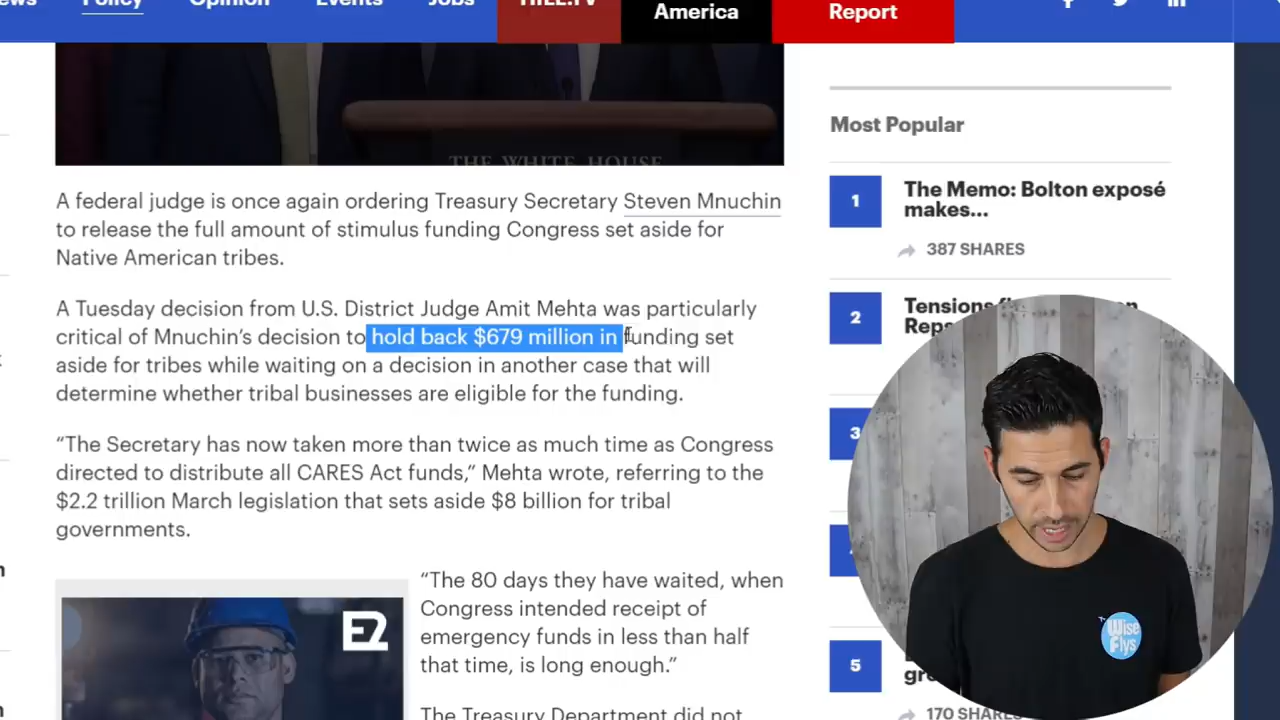 Policy
Opinion
Events
Jobs
HILL.TV
America
Report
THE WHITE HOUSE
A federal judge is once again ordering Treasury Secretary Steven Mnuchin
to release the full amount of stimulus funding Congress set aside for
Native American tribes.
A Tuesday decision from U.S. District Judge Amit Mehta was particularly
critical of Mnuchin’s decision to hold back $679 million in funding set
aside for tribes while waiting on a decision in another case that will
determine whether tribal businesses are eligible for the funding.
“The Secretary has now taken more than twice as much time as Congress
directed to distribute all CARES Act funds,” Mehta wrote, referring to the
$2.2 trillion March legislation that sets aside $8 billion for tribal
governments.
E2
“The 80 days they have waited, when
Congress intended receipt of
emergency funds in less than half
that time, is long enough.”
The Treasury Department did not
Most Popular
1
The Memo: Bolton exposé
makes...
387 SHARES
2
Tensions
3
5
170 SHARES
Wise
Flys